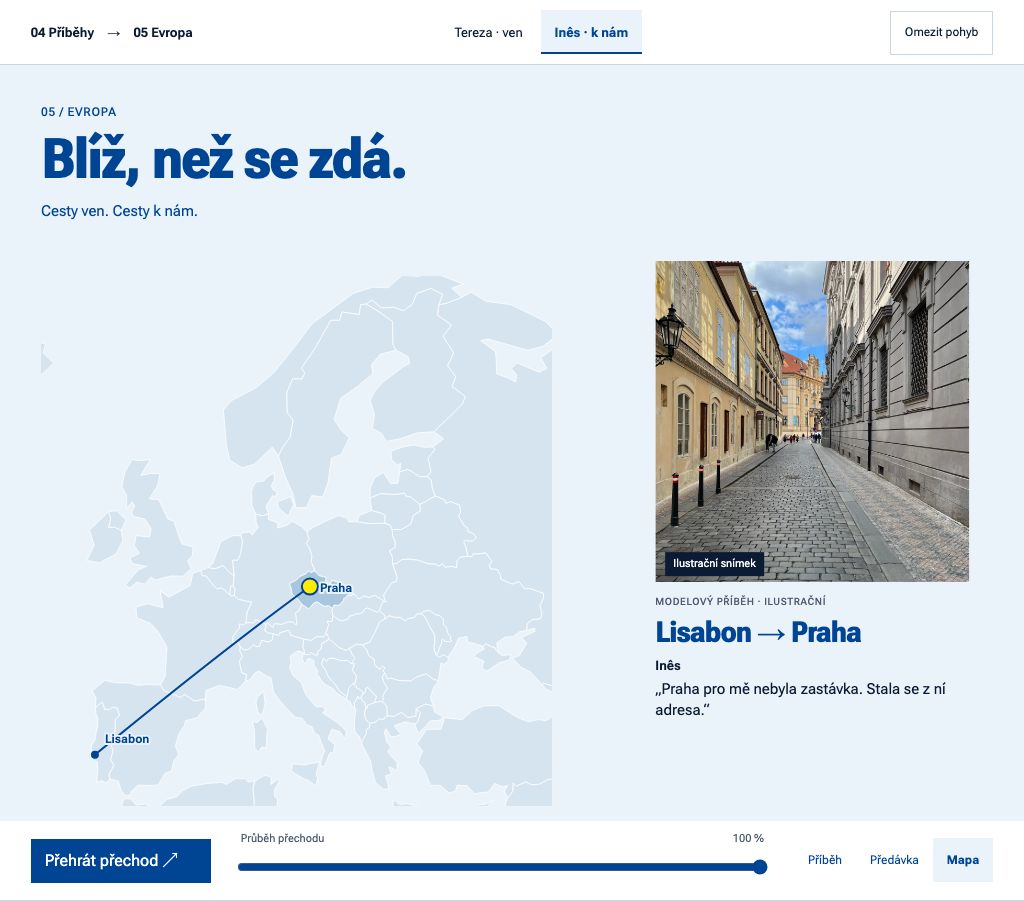 04 Příběhy → 05 Evropa
Tereza · ven
Inês · k nám
Omezit pohyb
05 / EVROPA
Blíž, než se zdá.
Cesty ven. Cesty k nám.
Praha
Lisabon
Ilustrační snímek
MODELOVÝ PŘÍBĚH · ILUSTRAČNÍ
Lisabon → Praha
Inês
„Praha pro mě nebyla zastávka. Stala se z ní
adresa.“
Přehrát přechod ↗
Průběh přechodu
100 %
Příběh
Předávka
Mapa